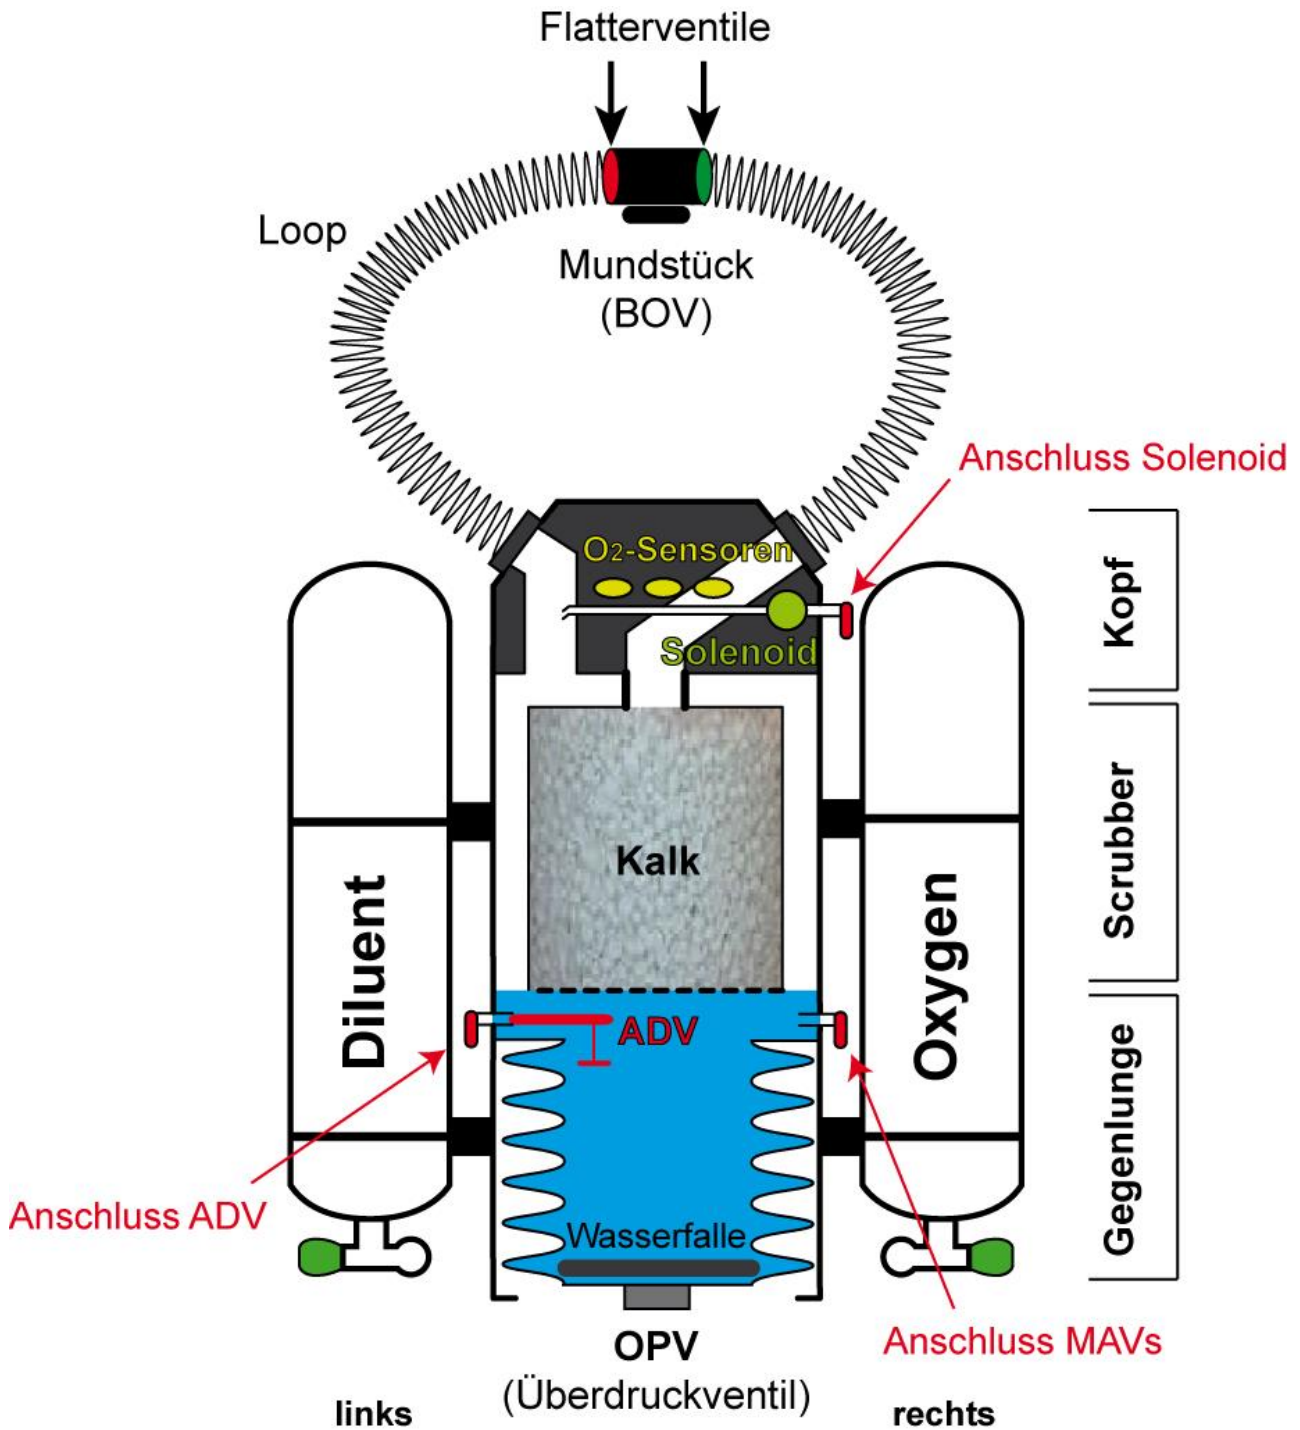 Flatterventile
Loop
Mundstück
(BOV)
Anschluss Solenoid
O2-Sensoren
Solenoid
Kopf
Scrubber
Kalk
Diluent
Oxygen
ADV
Gegenlunge
Anschluss ADV
Wasserfalle
Anschluss MAVs
OPV
(Überdruckventil)
links
rechts